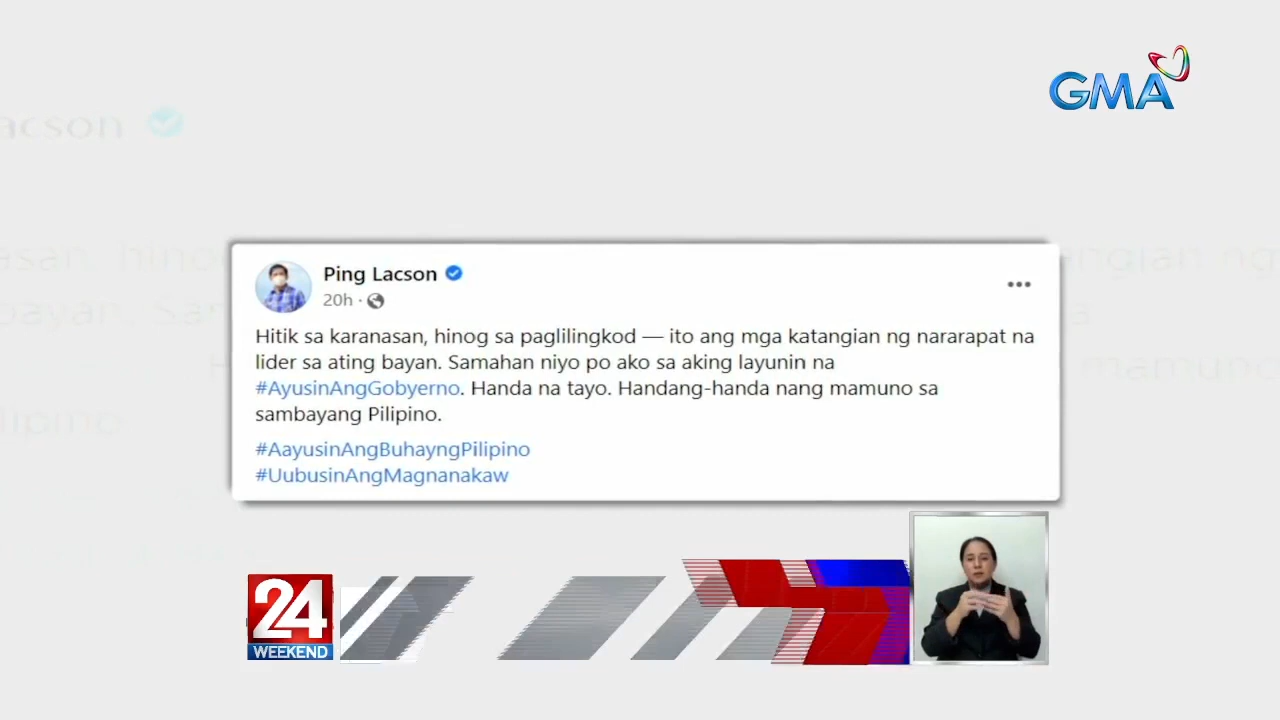 GMA
acson
Ping Lacson
20h
Hitik sa karanasan, hinog sa paglilingkod — ito ang mga katangian ng nararapat na
lider sa ating bayan. Samahan niyo po ako sa aking layunin na
#AyusinAngGobyerno. Handa na tayo. Handang-handa nang mamuno sa
sambayang Pilipino.
#AayusinAngBuhayngPilipino
#UubusinAngMagnanakaw
24
WEEKEND